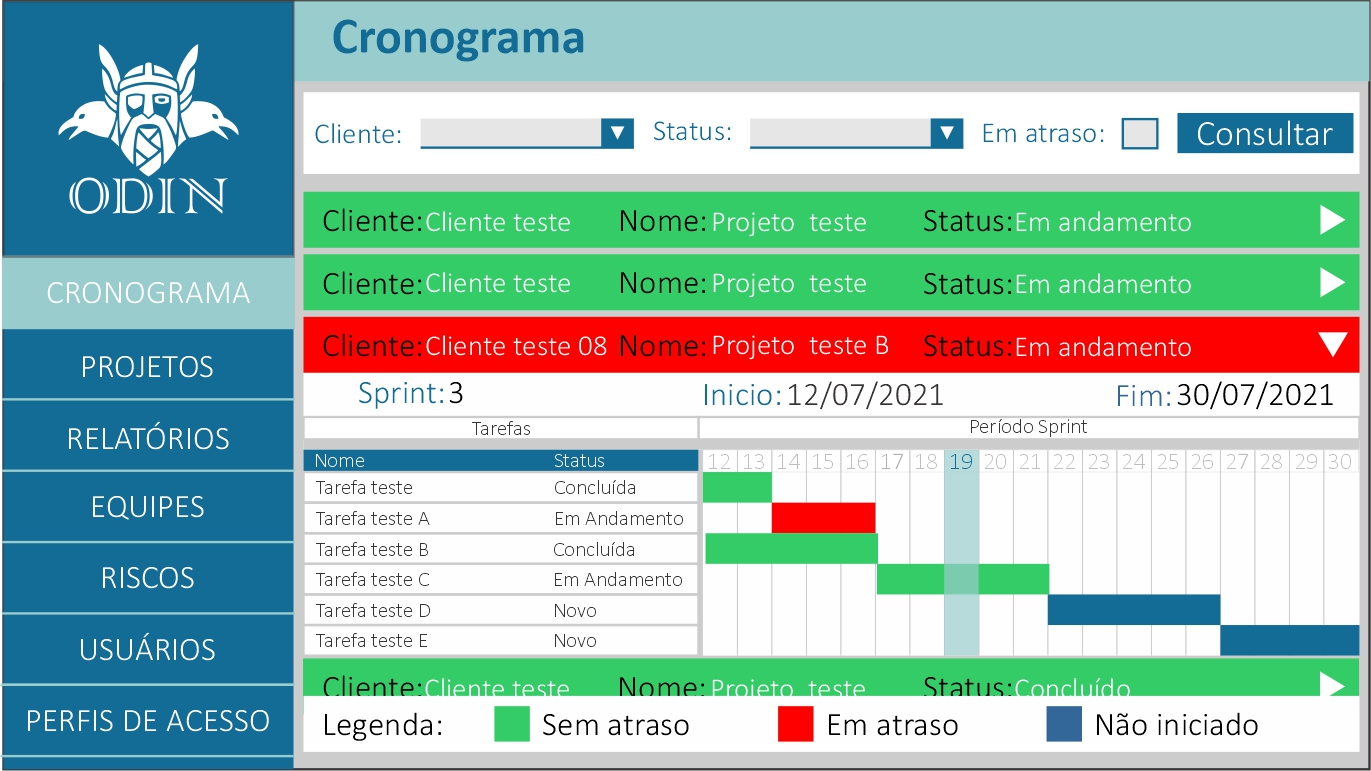 ODIN
CRONOGRAMA
PROJETOS
RELATÓRIOS
EQUIPES
RISCOS
USUÁRIOS
PERFIS DE ACESSO
Cronograma
Cliente: Status: Em atraso: Consultar
Cliente: Cliente teste Nome: Projeto teste Status: Em andamento
Cliente: Cliente teste Nome: Projeto teste Status: Em andamento
Cliente: Cliente teste 08 Nome: Projeto teste B Status: Em andamento
Sprint: 3 Inicio: 12/07/2021 Fim: 30/07/2021
Tarefas Período Sprint
Nome Status 12 13 14 15 16 17 18 19 20 21 22 23 24 25 26 27 28 29 30
Tarefa teste Concluída
Tarefa teste A Em Andamento
Tarefa teste B Concluída
Tarefa teste C Em Andamento
Tarefa teste D Novo
Tarefa teste E Novo
Cliente: Cliente teste Nome: Projeto teste Status: Concluído
Legenda: Sem atraso Em atraso Não iniciado